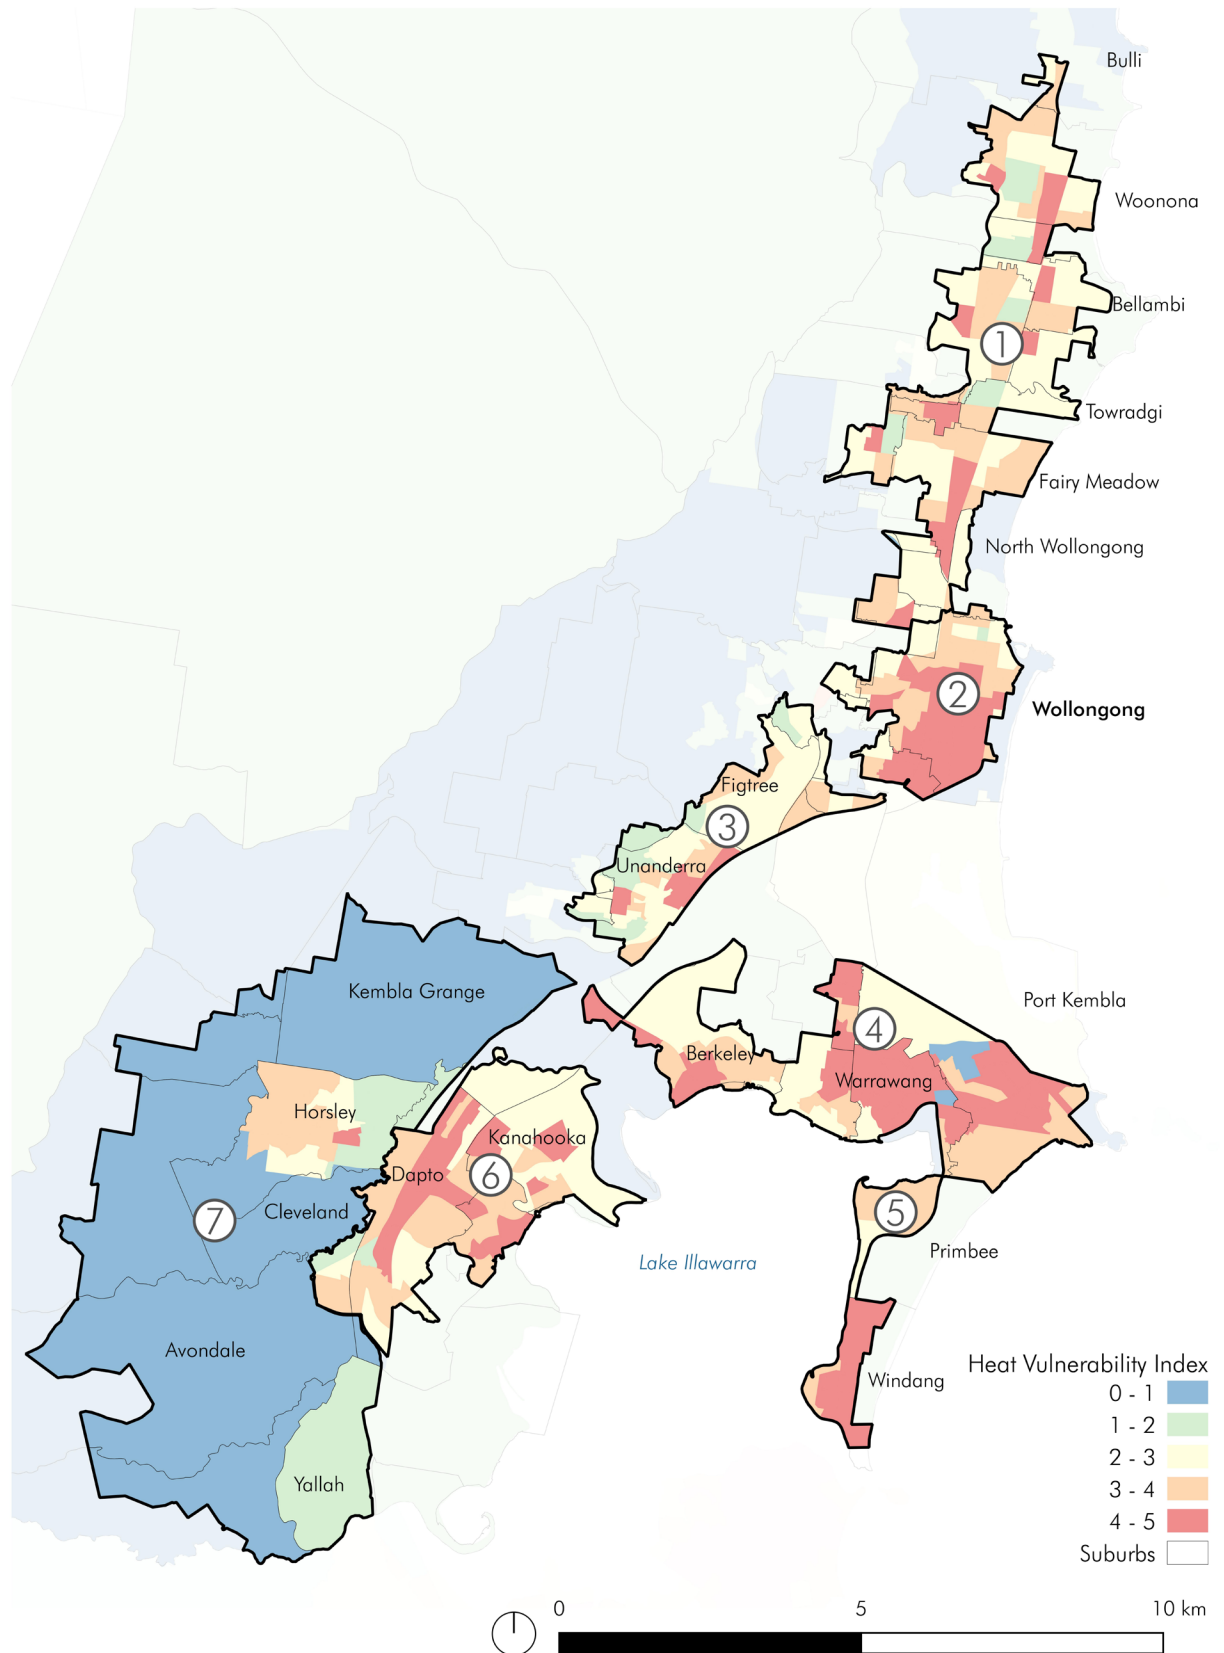 Bulli
Woonona
Bellambi
1
Towradgi
Fairy Meadow
North Wollongong
2
Wollongong
Figtree
3
Unanderra
Kembla Grange
Port Kembla
4
Berkeley
Warrawang
Horsley
Kanahooka
Dapto
6
Cleveland
7
5
Primbee
Lake Illawarra
Avondale
Windang
Yallah
Heat Vulnerability Index
0 - 1
1 - 2
2 - 3
3 - 4
4 - 5
Suburbs
0 5 10 km